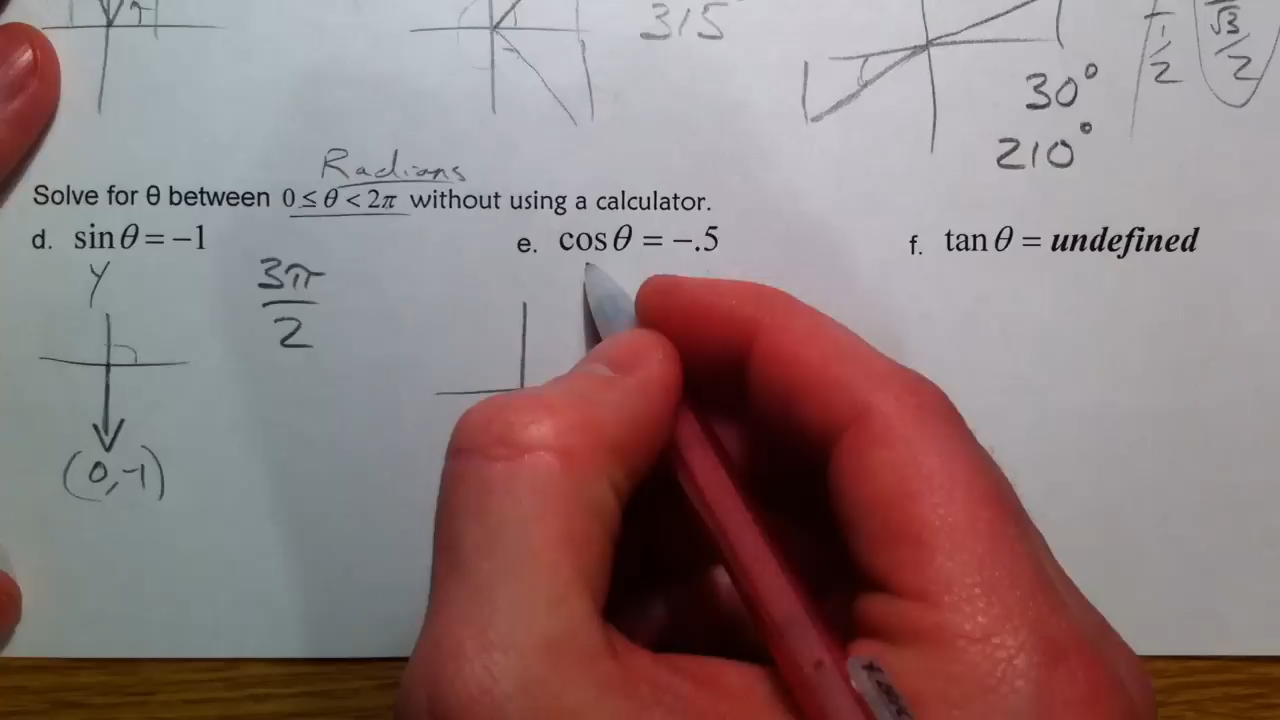 315°
-1/2
√3/2
30°
210°
Radians
Solve for θ between 0 ≤ θ < 2π without using a calculator.
d. sin θ = −1
e. cos θ = −.5
f. tan θ = undefined
y
3π/2
(0,-1)